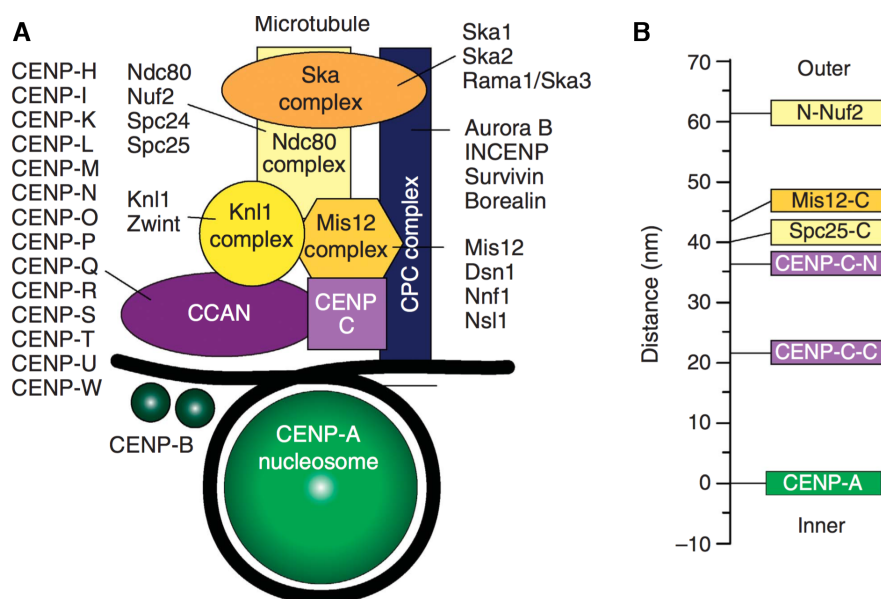 A
Microtubule
CENP-H
CENP-I
CENP-K
CENP-L
CENP-M
CENP-N
CENP-O
CENP-P
CENP-Q
CENP-R
CENP-S
CENP-T
CENP-U
CENP-W
Ndc80
Nuf2
Spc24
Spc25
Knl1
Zwint
Ska
complex
Ndc80
complex
Knl1
complex
Mis12
complex
CCAN
CENP
C
CPC complex
Ska1
Ska2
Rama1/Ska3
Aurora B
INCENP
Survivin
Borealin
Mis12
Dsn1
Nnf1
Nsl1
CENP-B
CENP-A
nucleosome
B
Distance (nm)
70
60
50
40
30
20
10
0
−10
Outer
N-Nuf2
Mis12-C
Spc25-C
CENP-C-N
CENP-C-C
CENP-A
Inner